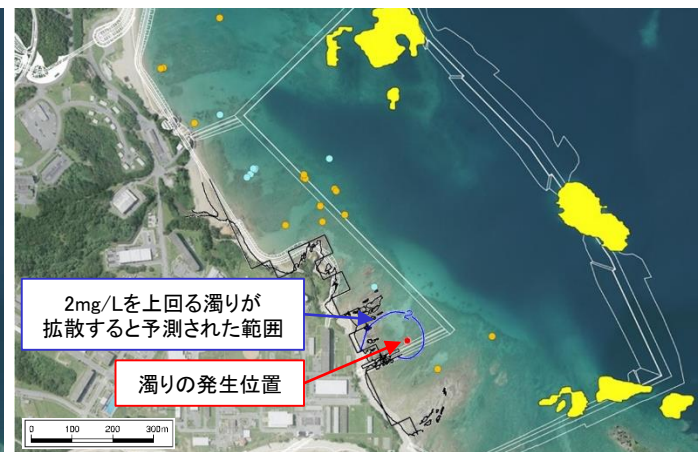 2mg/Lを上回る濁りが
拡散すると予測された範囲
2
濁りの発生位置
0 100 200 300m